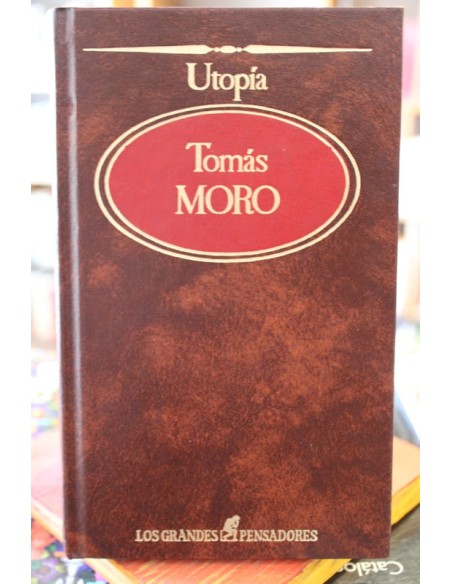 Utopía
Tomás
MORO
LOS GRANDES PENSADORES